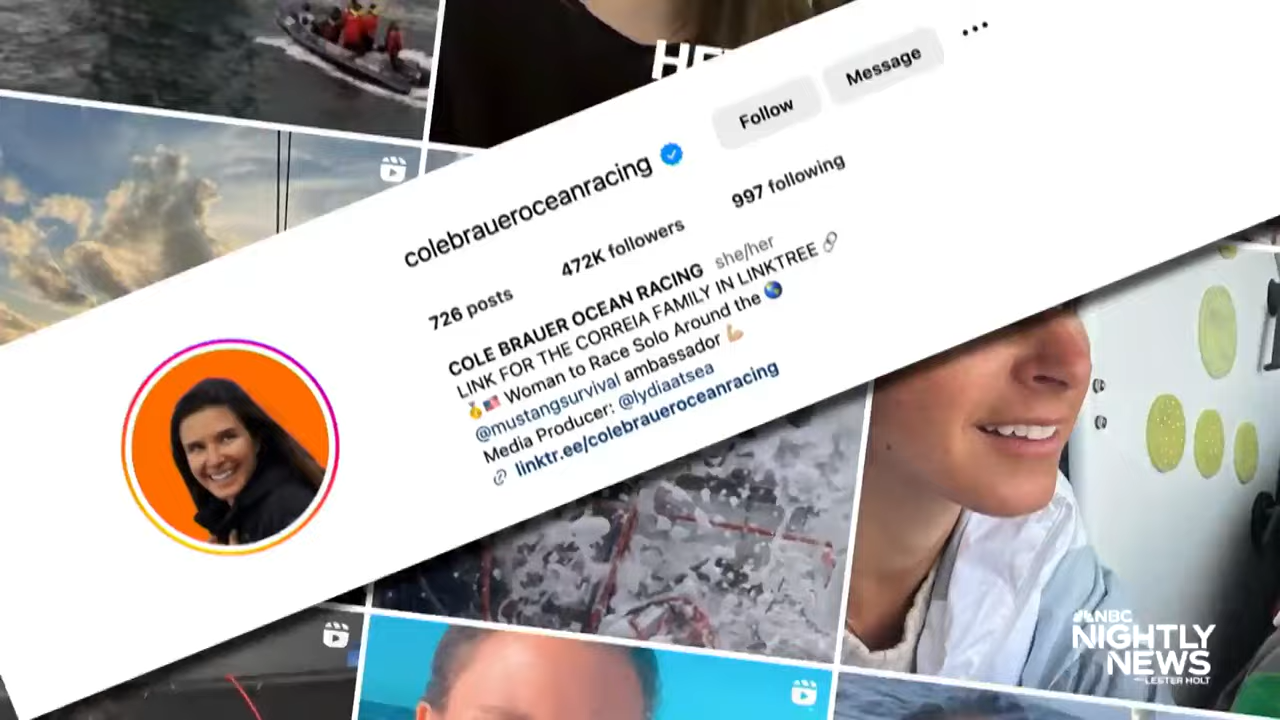 HE
Follow
Message
colebraueroceanracing
726 posts
472K followers
997 following
COLE BRAUER OCEAN RACING she/her
LINK FOR THE CORREIA FAMILY IN LINKTREE 🔗
🥇🇺🇸 Woman to Race Solo Around the 🌎
@mustangsurvival ambassador 💪🏼
Media Producer: @lydiaatsea
linktr.ee/colebraueroceanracing
NBC
NIGHTLY
NEWS
LESTER HOLT